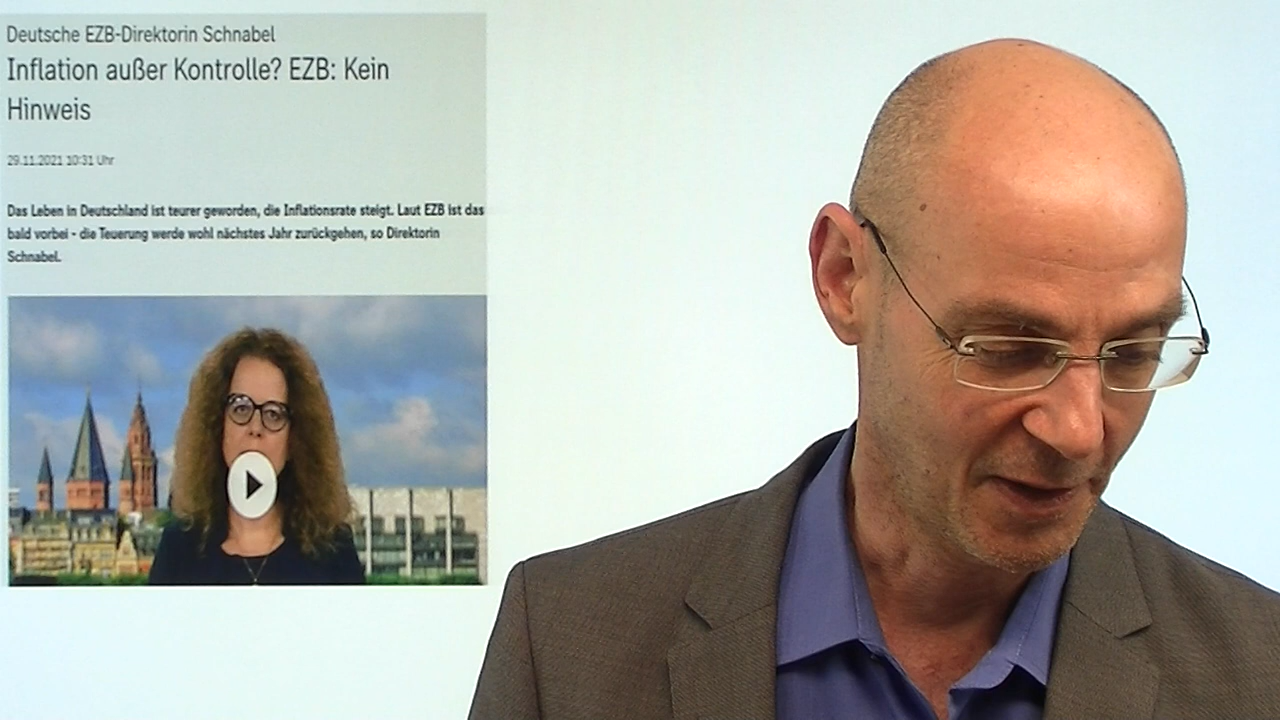 Deutsche EZB-Direktorin Schnabel
Inflation außer Kontrolle? EZB: Kein
Hinweis
29.11.2021 10:31 Uhr
Das Leben in Deutschland ist teurer geworden, die Inflationsrate steigt. Laut EZB ist das
bald vorbei - die Teuerung werde wohl nächstes Jahr zurückgehen, so Direktorin
Schnabel.